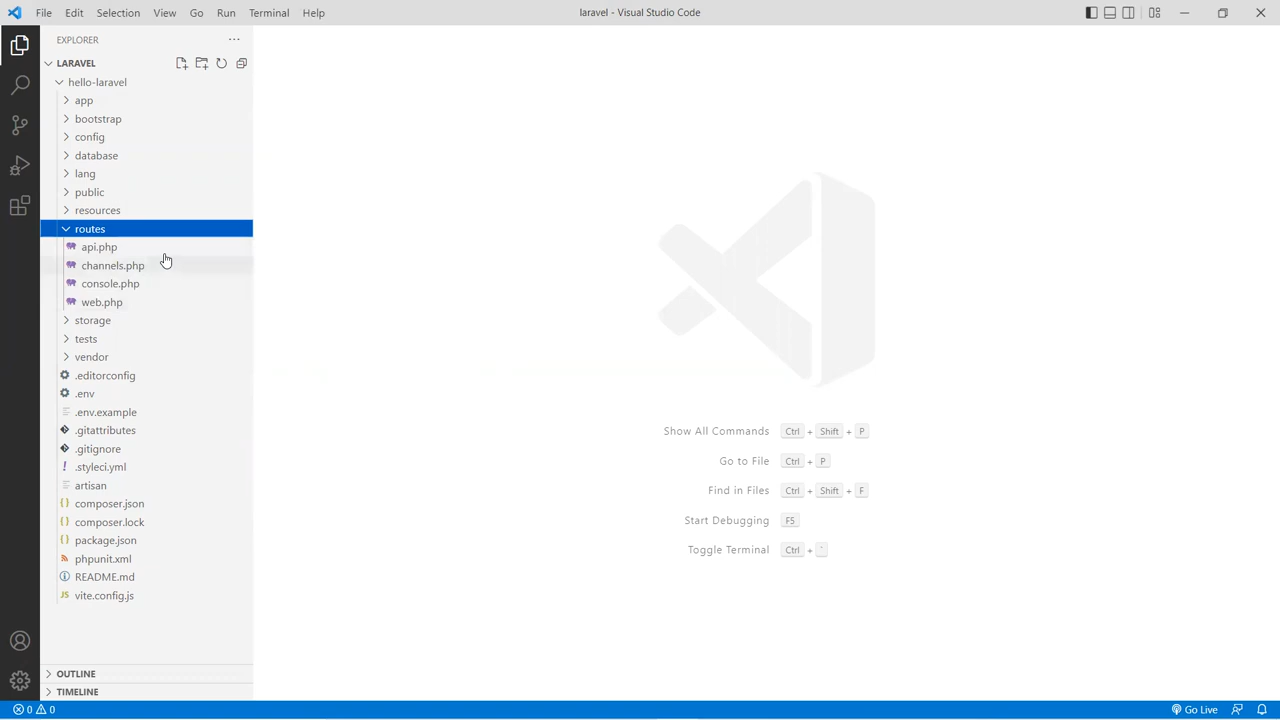 File Edit Selection View Go Run Terminal Help
laravel - Visual Studio Code
EXPLORER
LARAVEL
hello-laravel
app
bootstrap
config
database
lang
public
resources
routes
api.php
channels.php
console.php
web.php
storage
tests
vendor
.editorconfig
.env
.env.example
.gitattributes
.gitignore
! .styleci.yml
artisan
{} composer.json
{} composer.lock
{} package.json
phpunit.xml
README.md
JS vite.config.js
OUTLINE
TIMELINE
Show All Commands Ctrl + Shift + P
Go to File Ctrl + P
Find in Files Ctrl + Shift + F
Start Debugging F5
Toggle Terminal Ctrl + `
0 0
Go Live